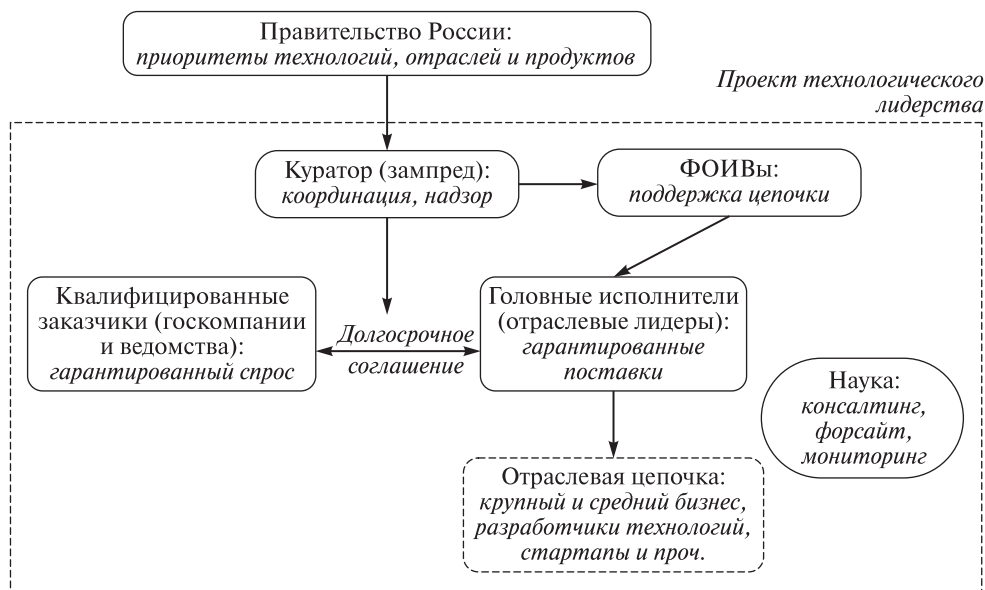 Правительство России:
приоритеты технологий, отраслей и продуктов
Проект технологического
лидерства
Куратор (зампред):
координация, надзор
ФОИВы:
поддержка цепочки
Квалифицированные
заказчики (госкомпании
и ведомства):
гарантированный спрос
Долгосрочное
соглашение
Головные исполнители
(отраслевые лидеры):
гарантированные
поставки
Наука:
консалтинг,
форсайт,
мониторинг
Отраслевая цепочка:
крупный и средний бизнес,
разработчики технологий,
стартапы и проч.